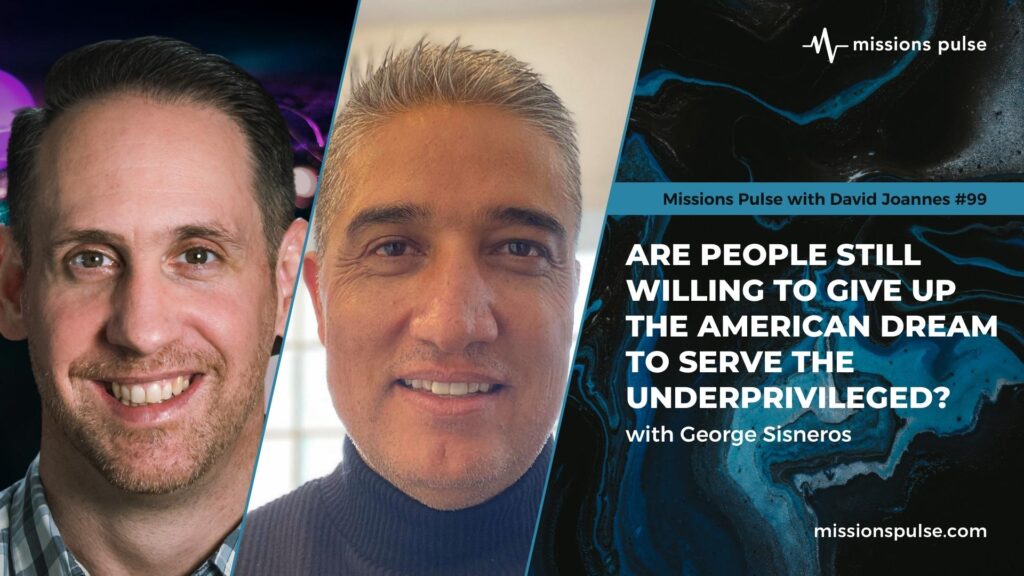 missions pulse
Missions Pulse with David Joannes #99
ARE PEOPLE STILL
WILLING TO GIVE UP
THE AMERICAN DREAM
TO SERVE THE
UNDERPRIVILEGED?
with George Sisneros
missionspulse.com